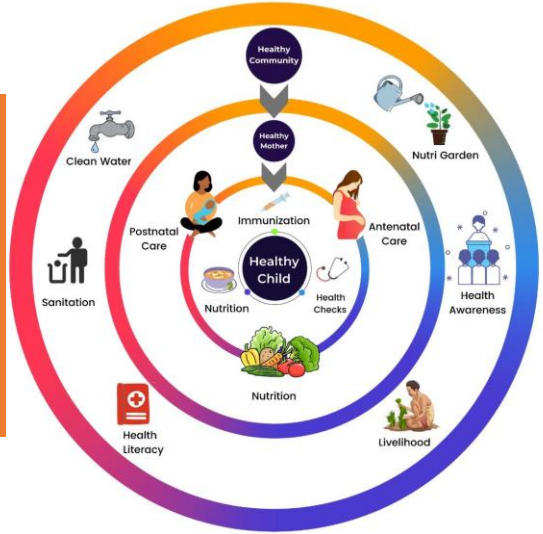 Healthy
Community
Healthy
Mother
Clean Water
Nutri Garden
Immunization
Postnatal
Care
Antenatal
Care
Healthy
Child
Sanitation
Nutrition
Health
Checks
Health
Awareness
Nutrition
Health
Literacy
Livelihood